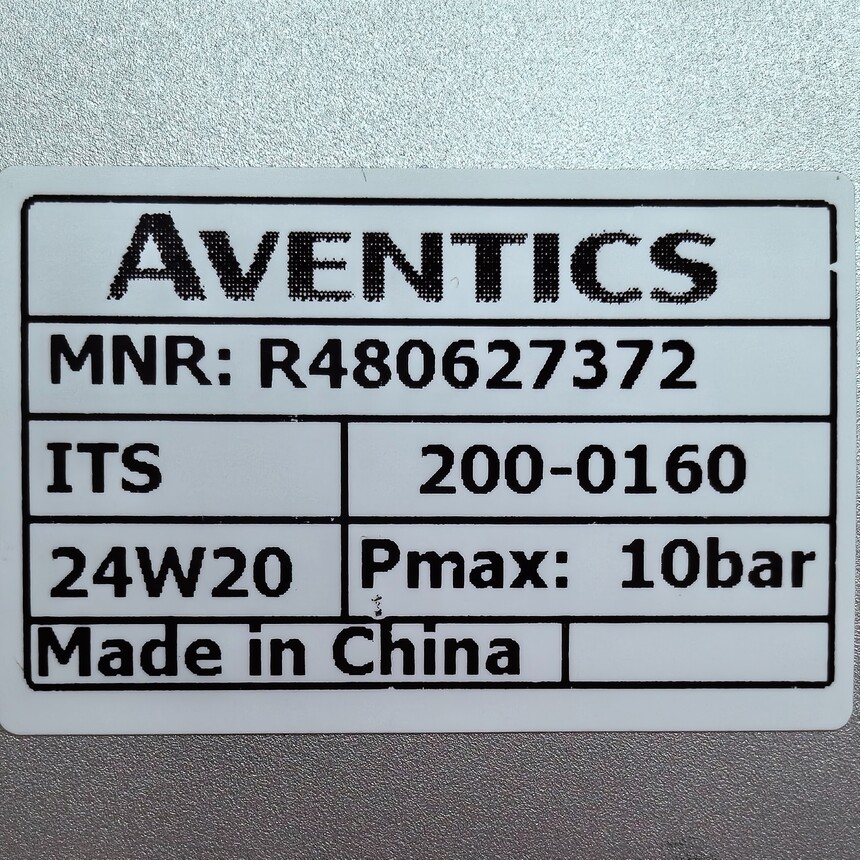 AVENTICS
MNR: R480627372
ITS 200-0160
24W20 Pmax: 10bar
Made in China